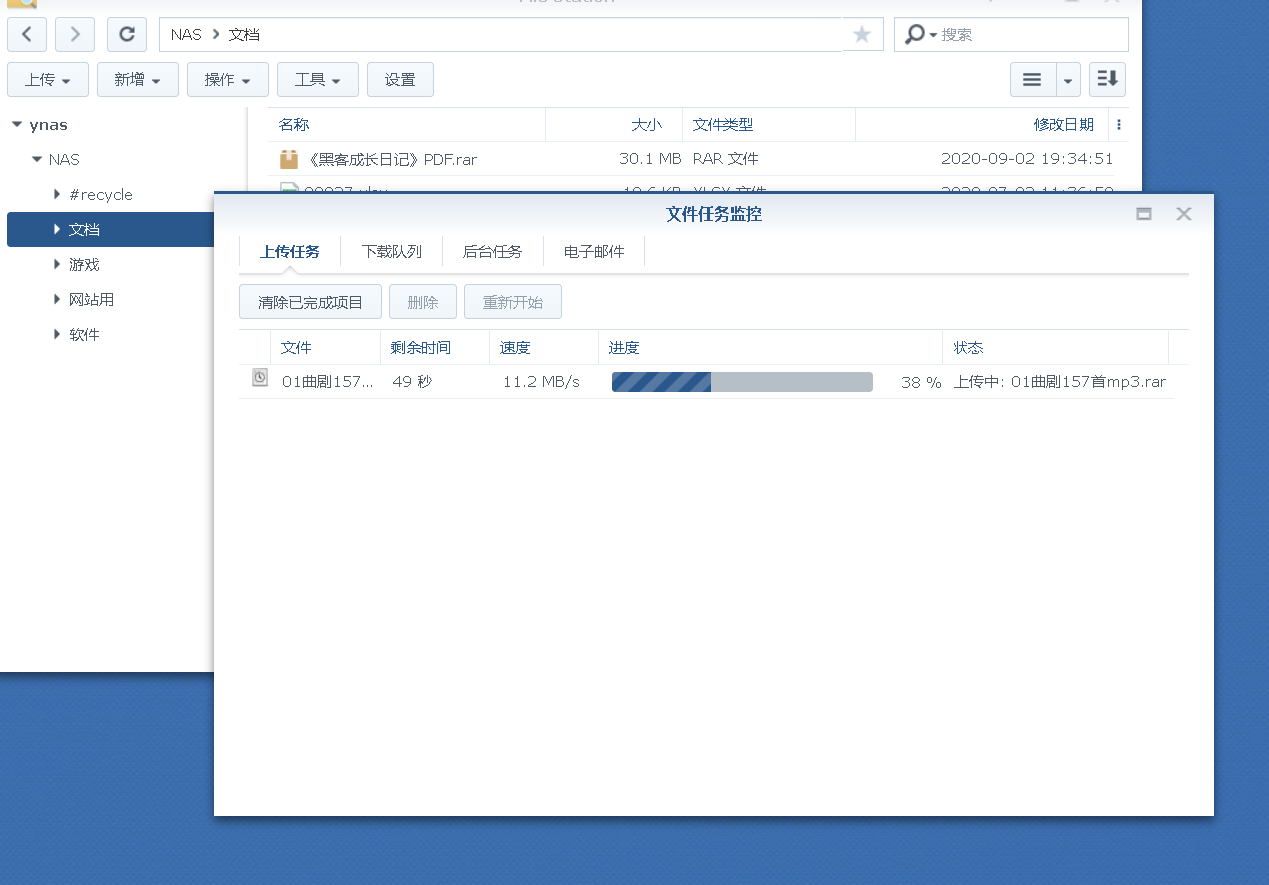 NAS > 文档
搜索
上传 新增 操作 工具 设置
ynas
NAS
#recycle
文档
游戏
网站用
软件
名称 大小 文件类型 修改日期
《黑客成长日记》PDF.rar 30.1 MB RAR 文件 2020-09-02 19:34:51
文件任务监控
上传任务 下载队列 后台任务 电子邮件
清除已完成项目 删除 重新开始
文件 剩余时间 速度 进度 状态
01曲剧157... 49 秒 11.2 MB/s 38 % 上传中: 01曲剧157首mp3.rar